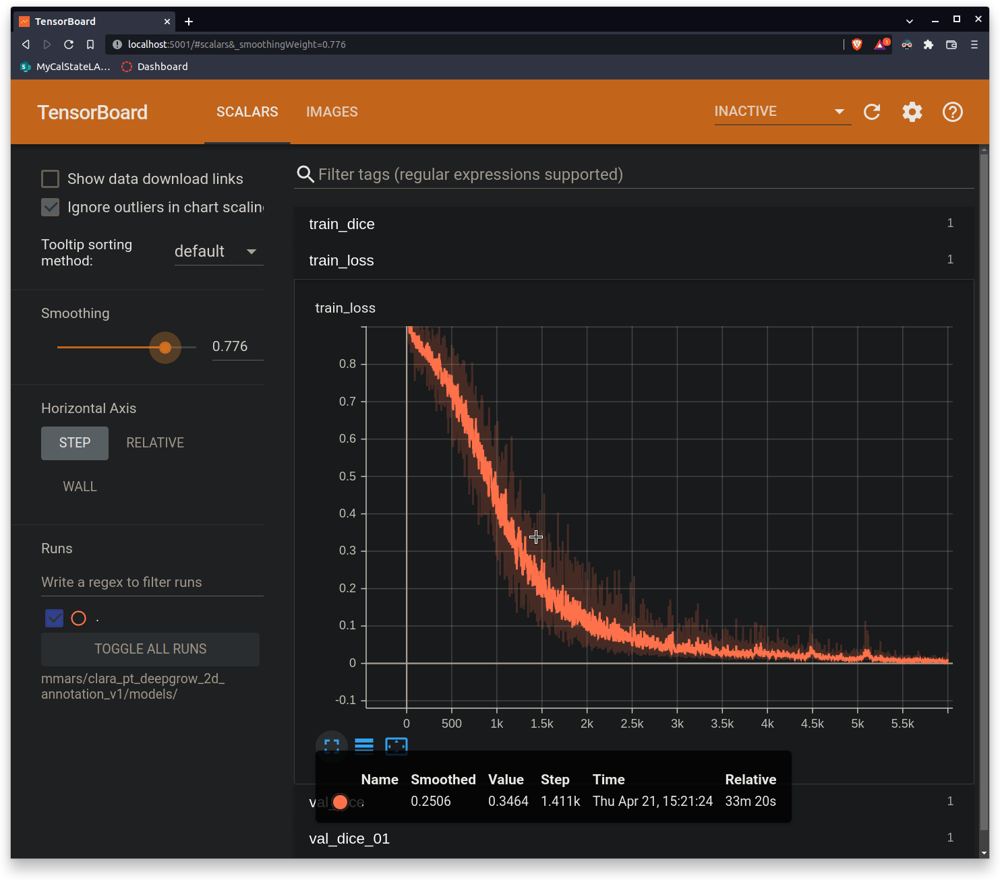 TensorBoard
localhost:5001/#scalars&_smoothingWeight=0.776
1
S
MyCalStateLA...
Dashboard
TensorBoard
SCALARS
IMAGES
INACTIVE
Show data download links
Ignore outliers in chart scalin
Tooltip sorting
method:
default
Smoothing
0.776
Horizontal Axis
STEP
RELATIVE
WALL
Runs
Write a regex to filter runs
.
TOGGLE ALL RUNS
mmars/clara_pt_deepgrow_2d_
annotation_v1/models/
Filter tags (regular expressions supported)
train_dice
1
train_loss
1
train_loss
0.8
0.7
0.6
0.5
0.4
0.3
0.2
0.1
0
-0.1
0 500 1k 1.5k 2k 2.5k 3k 3.5k 4k 4.5k 5k 5.5k
Name Smoothed Value Step Time Relative
. 0.2506 0.3464 1.411k Thu Apr 21, 15:21:24 33m 20s
1
val_dice_01
1